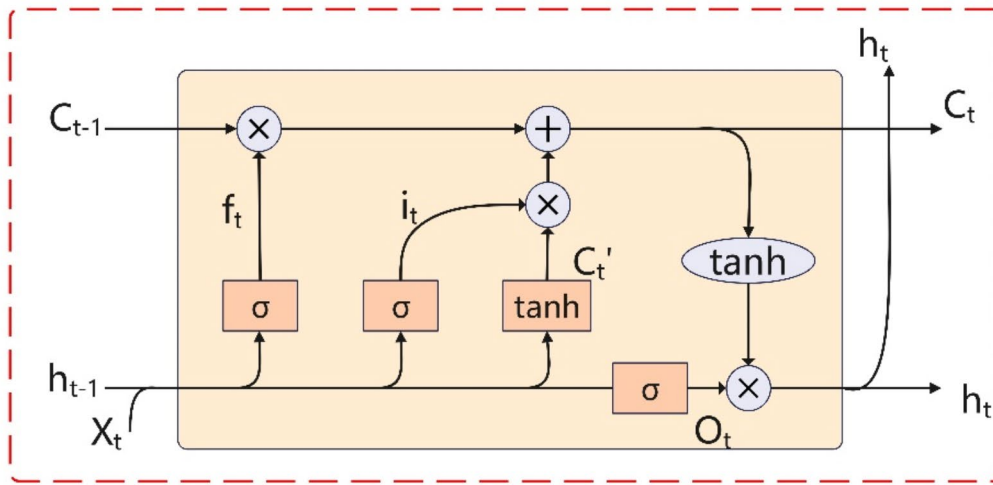 hₜ
Cₜ₋₁ × + Cₜ
fₜ iₜ ×
Cₜ' tanh
σ σ tanh
hₜ₋₁ σ × hₜ
Xₜ Oₜ